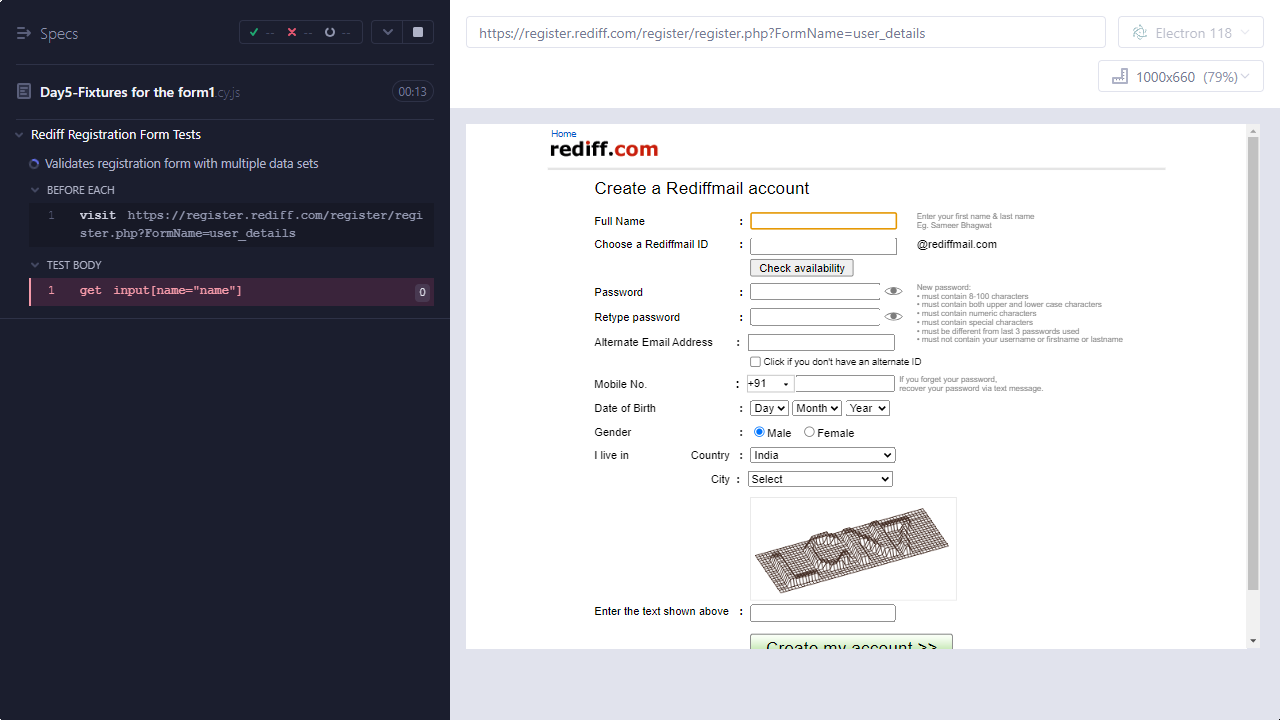 Specs
--
--
--
https://register.rediff.com/register/register.php?FormName=user_details
Electron 118
1000x660 (79%)
Day5-Fixtures for the form1.cy.js
00:13
Rediff Registration Form Tests
Validates registration form with multiple data sets
BEFORE EACH
1 visit https://register.rediff.com/register/regi
ster.php?FormName=user_details
TEST BODY
1 get input[name="name"] 0
Home
rediff.com
Create a Rediffmail account
Full Name :
Enter your first name & last name
Eg. Sameer Bhagwat
Choose a Rediffmail ID : @rediffmail.com
Check availability
Password :
New password:
• must contain 8-100 characters
• must contain both upper and lower case characters
• must contain numeric characters
• must contain special characters
• must be different from last 3 passwords used
• must not contain your username or firstname or lastname
Retype password :
Alternate Email Address :
Click if you don't have an alternate ID
Mobile No. : +91
If you forget your password,
recover your password via text message.
Date of Birth : Day Month Year
Gender : Male Female
I live in Country : India
City : Select
Enter the text shown above :
Create my account >>